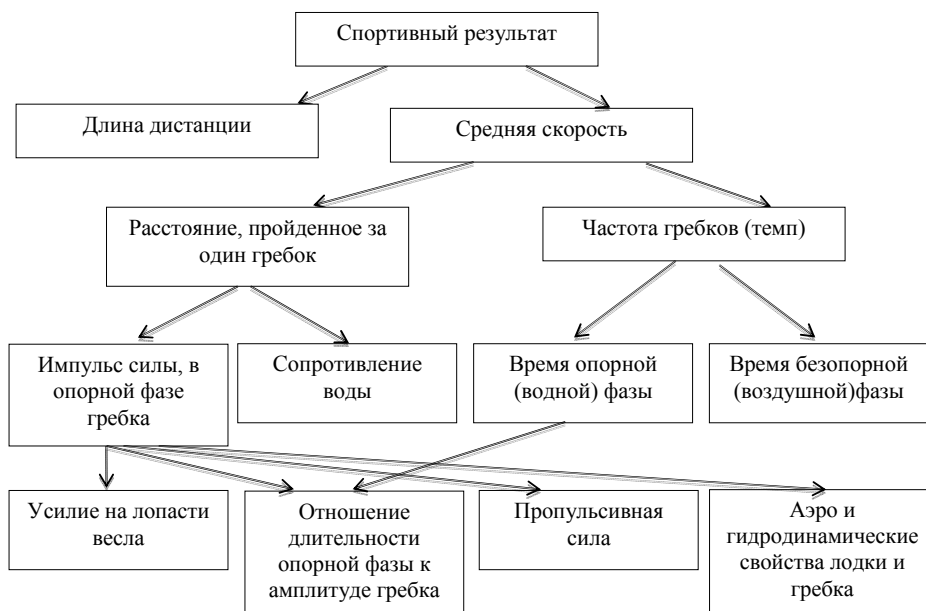 Спортивный результат
Длина дистанции
Средняя скорость
Расстояние, пройденное за
один гребок
Частота гребков (темп)
Импульс силы, в
опорной фазе
гребка
Сопротивление
воды
Время опорной
(водной) фазы
Время безопорной
(воздушной)фазы
Усилие на лопасти
весла
Отношение
длительности
опорной фазы к
амплитуде гребка
Пропульсивная
сила
Аэро и
гидродинамические
свойства лодки и
гребка